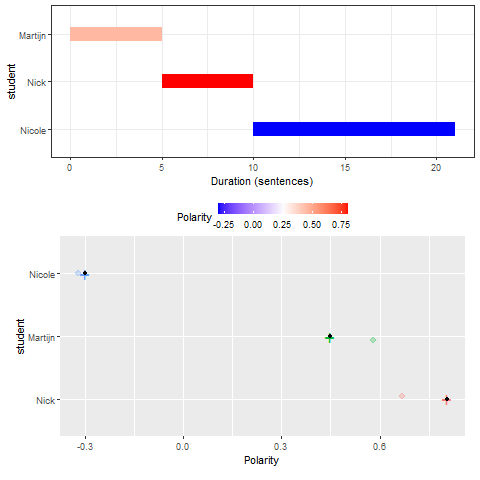 Martijn
Nick
Nicole
student
0 5 10 15 20
Duration (sentences)
Polarity
-0.25 0.00 0.25 0.50 0.75
Nicole
Martijn
Nick
student
-0.3 0.0 0.3 0.6
Polarity